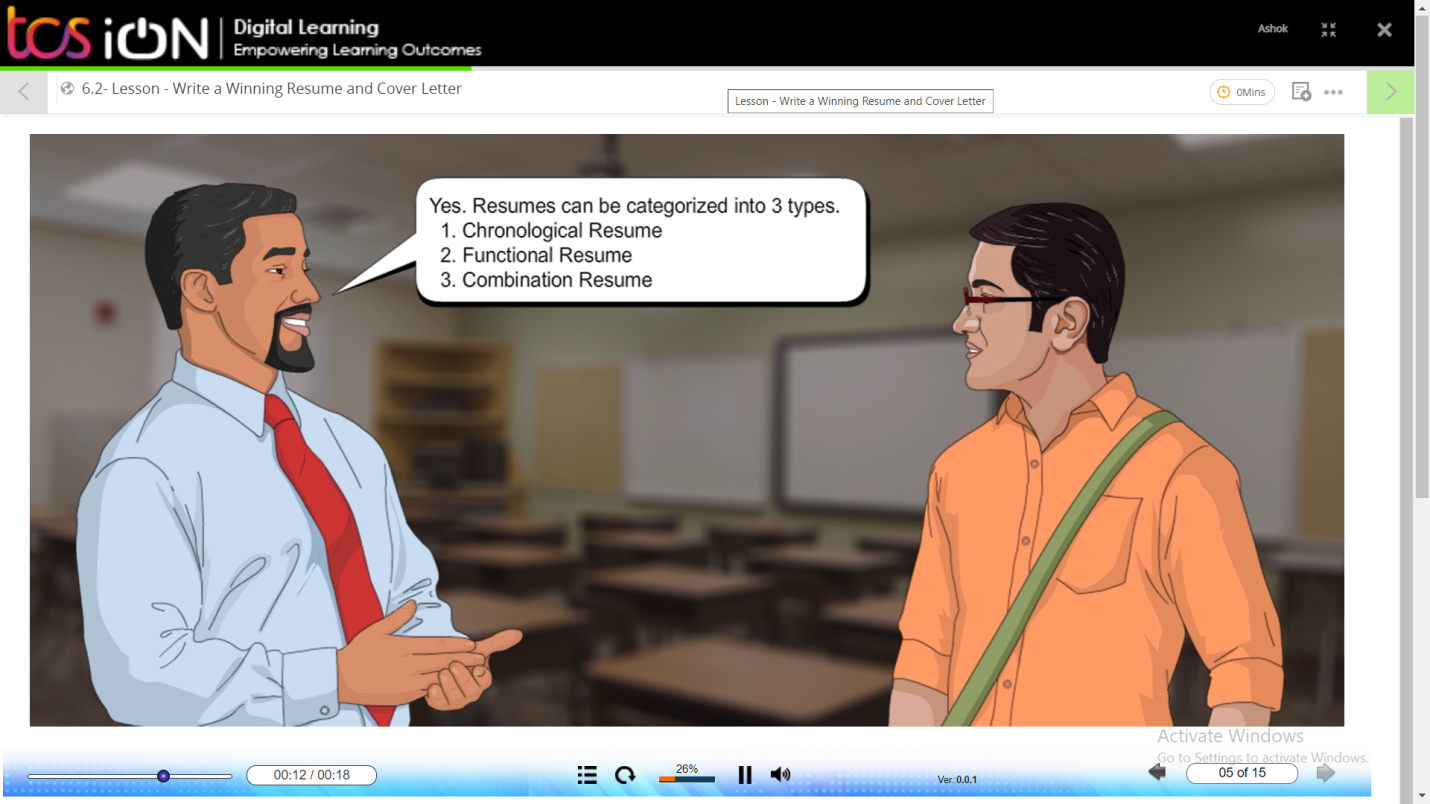 tcs iON
Digital Learning
Empowering Learning Outcomes
Ashok
6.2- Lesson - Write a Winning Resume and Cover Letter
Lesson - Write a Winning Resume and Cover Letter
0Mins
Yes. Resumes can be categorized into 3 types.
1. Chronological Resume
2. Functional Resume
3. Combination Resume
Activate Windows
Go to Settings to activate Windows.
00:12 / 00:18
26%
Ver.:0.0.1
05 of 15